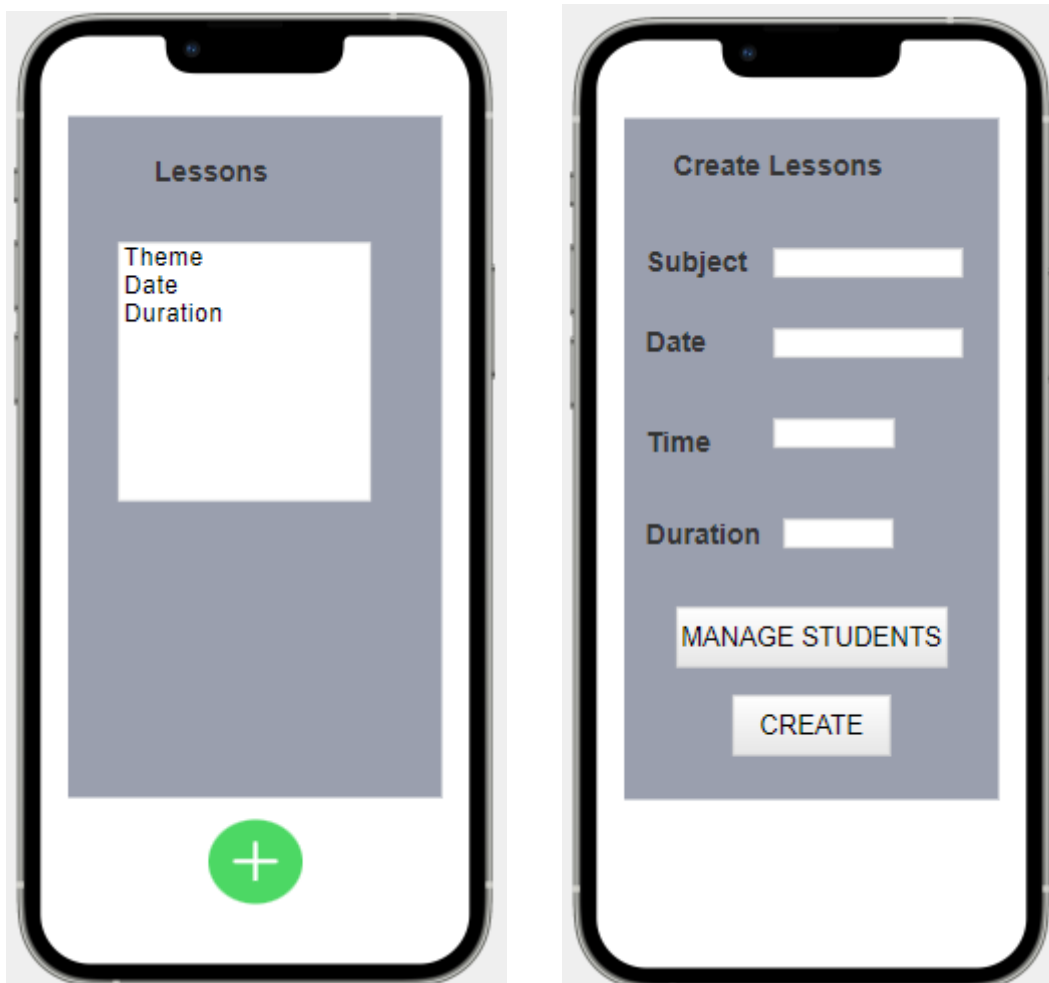 Lessons
Theme
Date
Duration
Create Lessons
Subject
Date
Time
Duration
MANAGE STUDENTS
CREATE